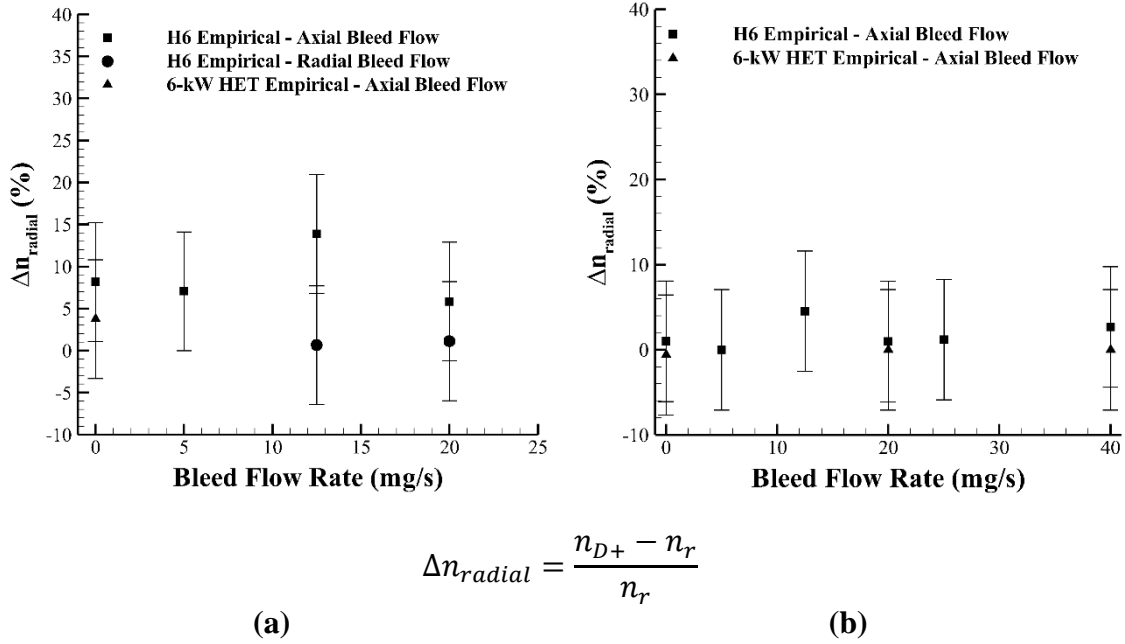 H6 Empirical - Axial Bleed Flow
H6 Empirical - Radial Bleed Flow
6-kW HET Empirical - Axial Bleed Flow
40
35
30
25
20
15
10
5
0
-5
-10
Δn_radial (%)
0 5 10 15 20 25
Bleed Flow Rate (mg/s)
H6 Empirical - Axial Bleed Flow
6-kW HET Empirical - Axial Bleed Flow
40
30
20
10
0
-10
Δn_radial (%)
0 10 20 30 40
Bleed Flow Rate (mg/s)
Δn_radial = (n_D+ − n_r) / n_r
(a) (b)